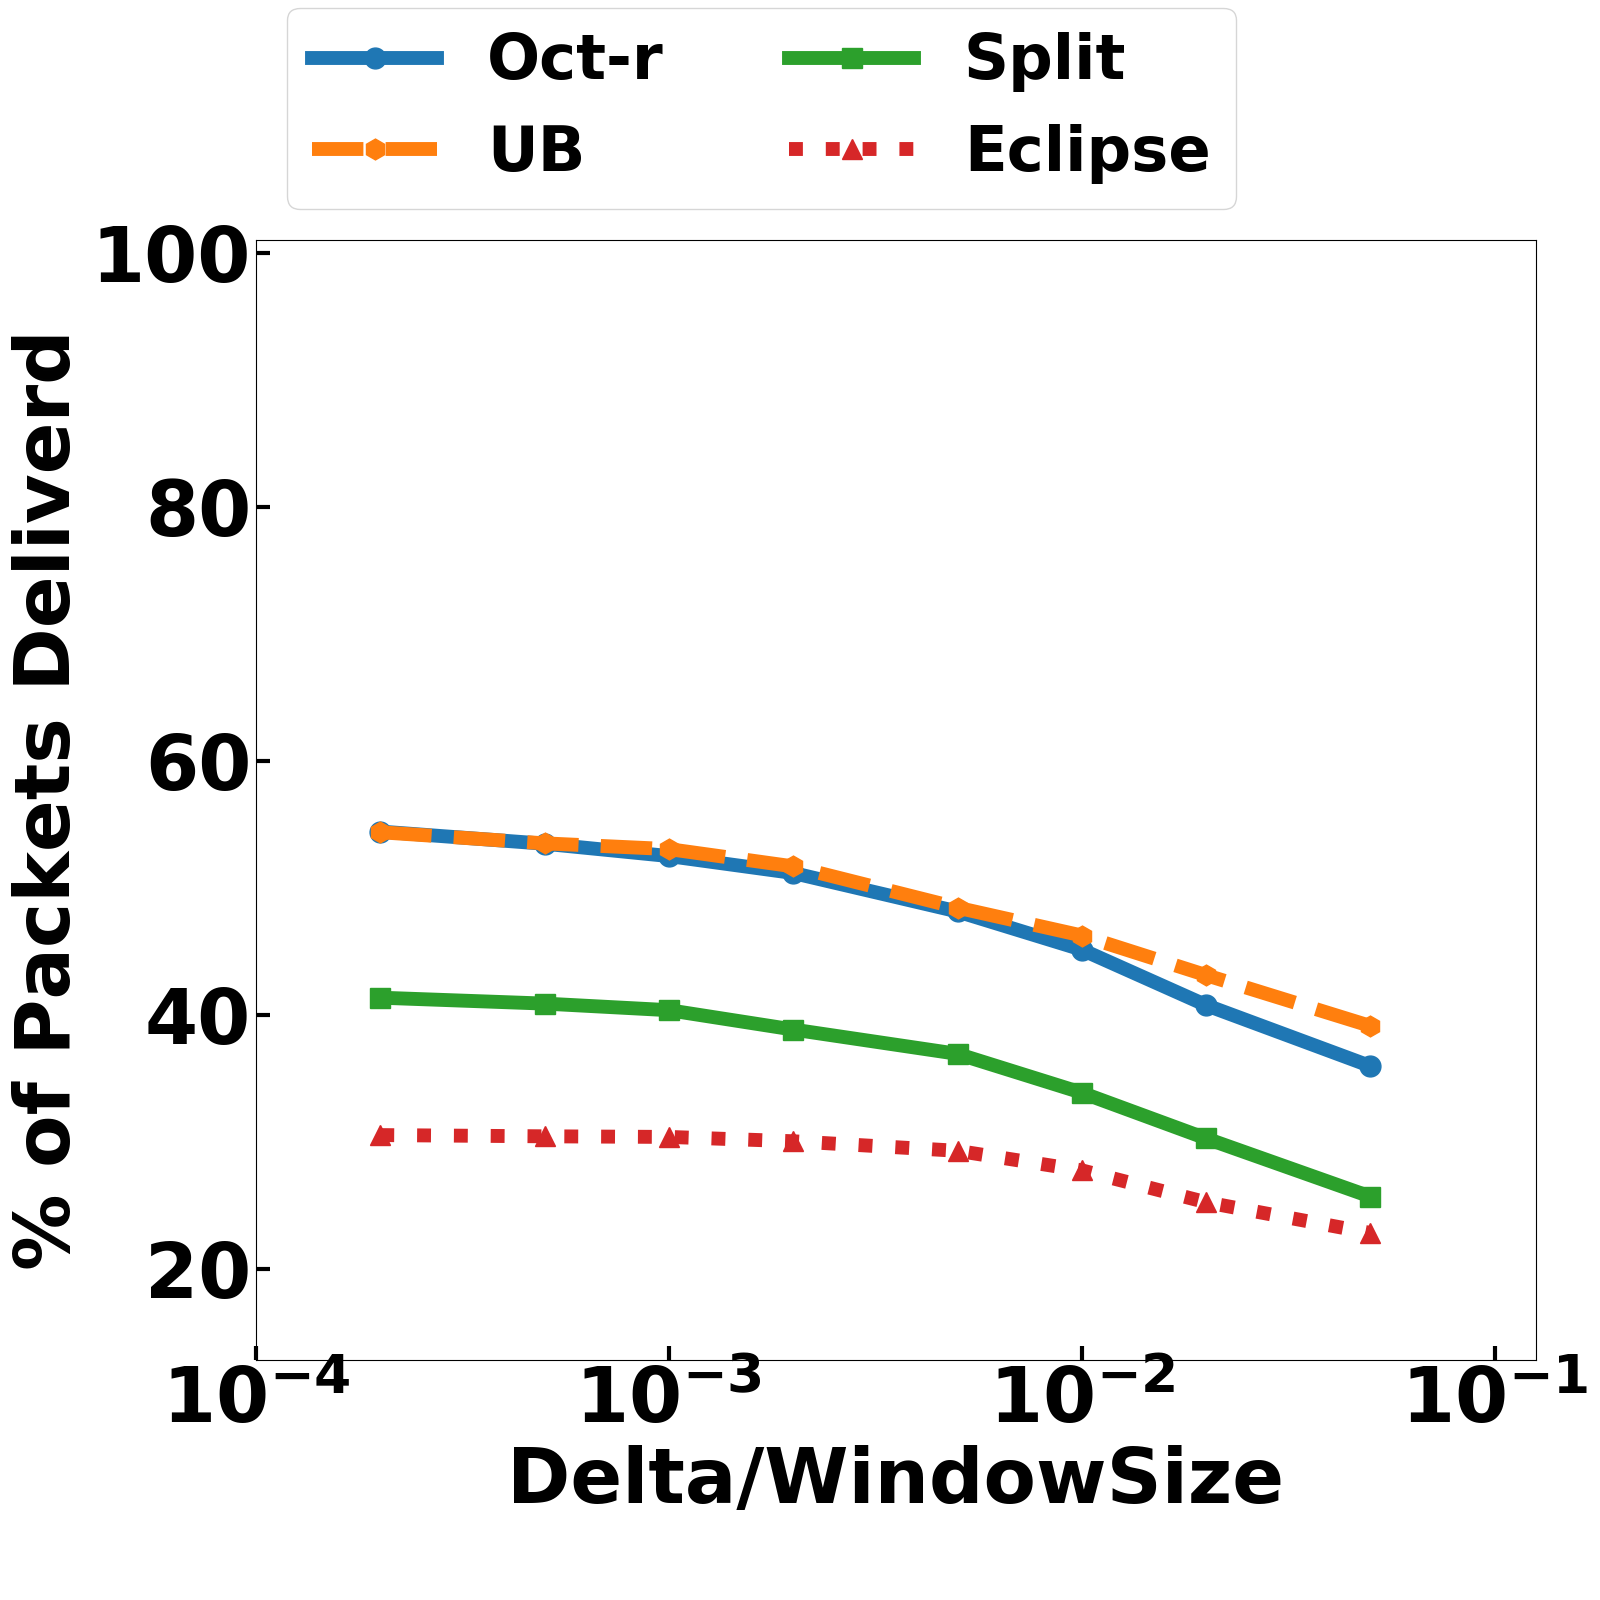 Oct-r
UB
Split
Eclipse
% of Packets Deliverd
100
80
60
40
20
10⁻⁴ 10⁻³ 10⁻² 10⁻¹
Delta/WindowSize